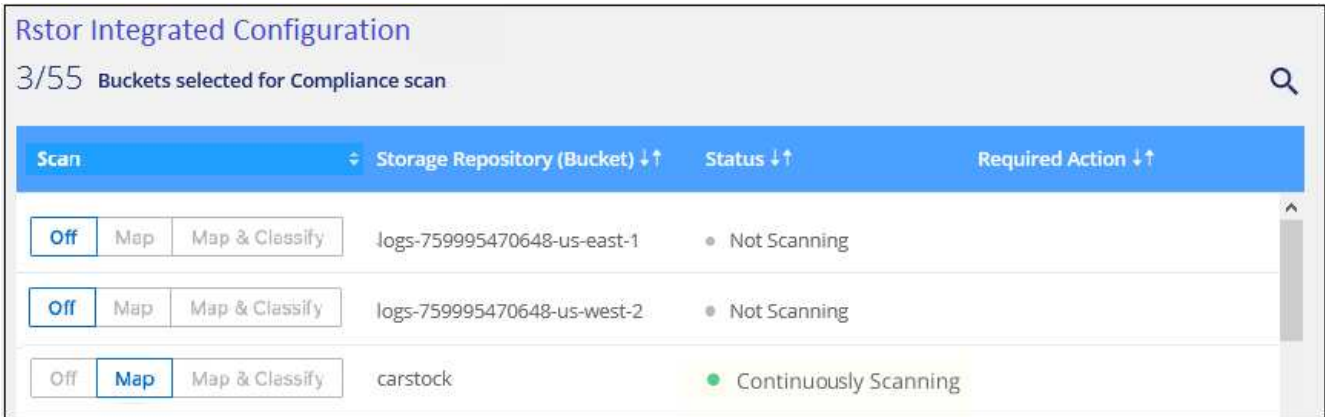 Rstor Integrated Configuration
3/55 Buckets selected for Compliance scan
Scan Storage Repository (Bucket) ↓↑ Status ↓↑ Required Action ↓↑
Off Map Map & Classify logs-759995470648-us-east-1 Not Scanning
Off Map Map & Classify logs-759995470648-us-west-2 Not Scanning
Off Map Map & Classify carstock Continuously Scanning